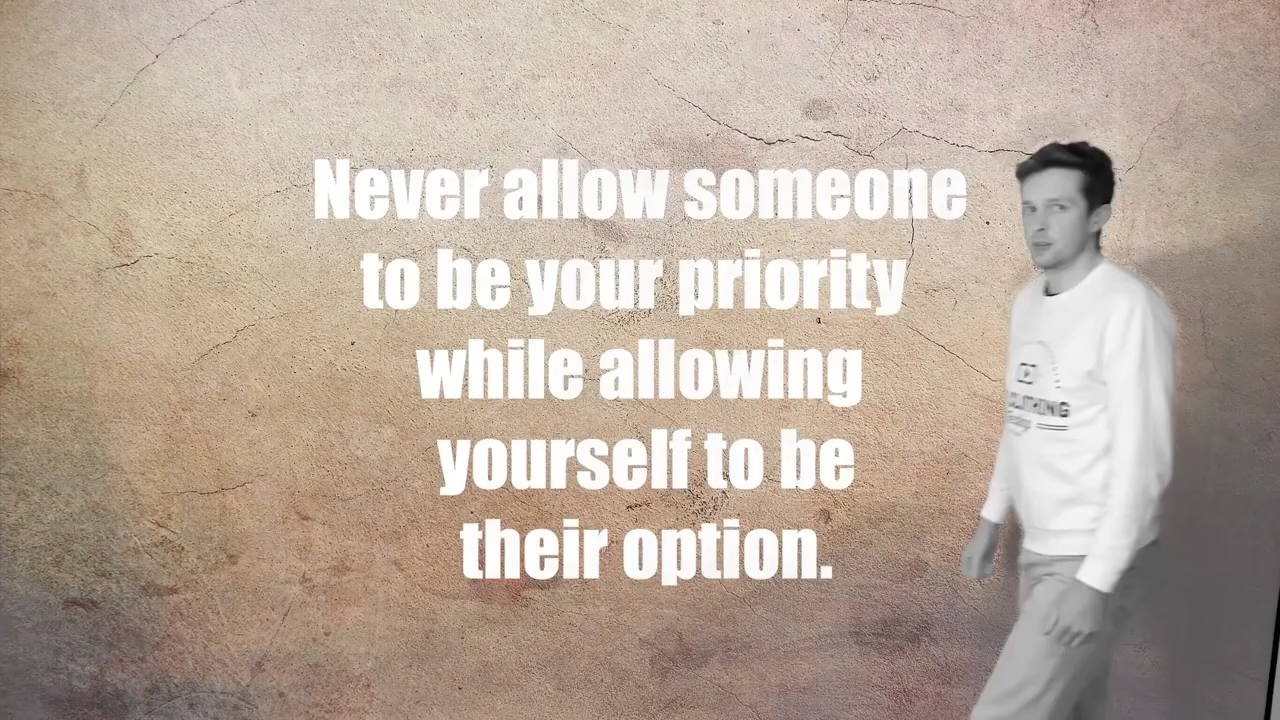 Never allow someone
to be your priority
while allowing
yourself to be
their option.